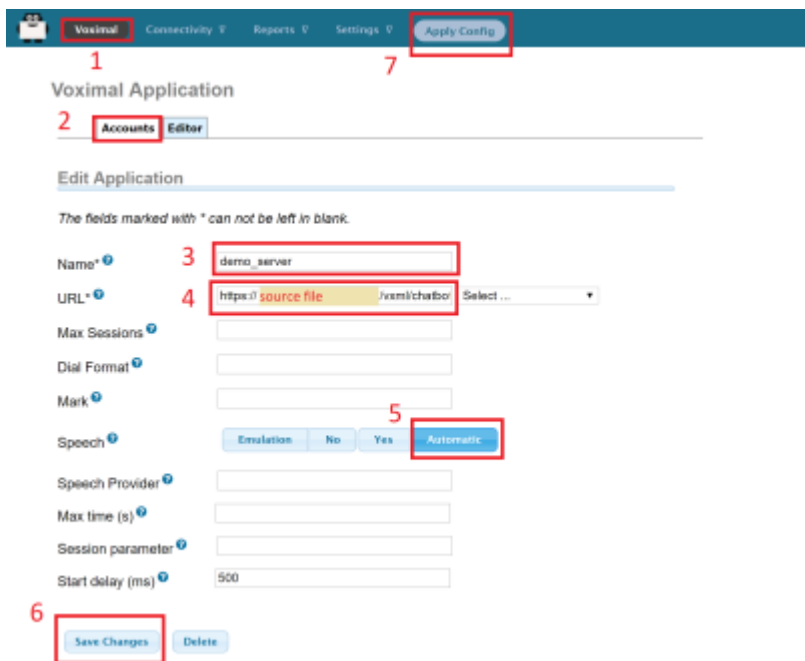 Voximal Connectivity Reports Settings Apply Config
1 7
Voximal Application
2 Accounts Editor
Edit Application
The fields marked with * can not be left in blank.
Name* 3 demo_server
URL* 4 https:// source file /vxml/chatbo Select ...
Max Sessions
Dial Format
Mark
5
Speech Emulation No Yes Automatic
Speech Provider
Max time (s)
Session parameter
Start delay (ms) 500
6
Save Changes Delete